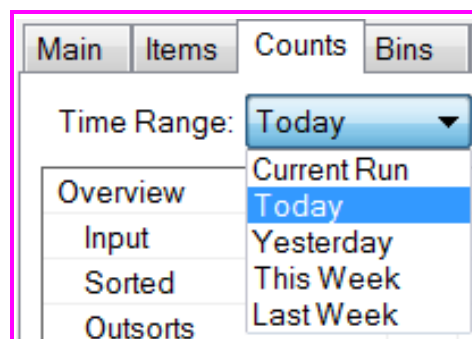 Main Items Counts Bins
Time Range: Today
Current Run
Overview Today
Input Yesterday
Sorted This Week
Outsorts Last Week